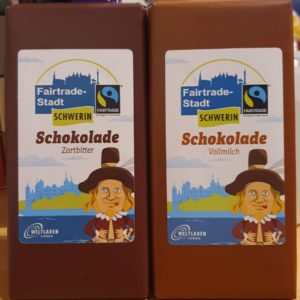 Fairtrade-
Stadt
SCHWERIN
FAIRTRADE
Schokolade
Zartbitter
WELTLADEN
Fairtrade-
Stadt
SCHWERIN
FAIRTRADE
Schokolade
Vollmilch
WELTLADEN